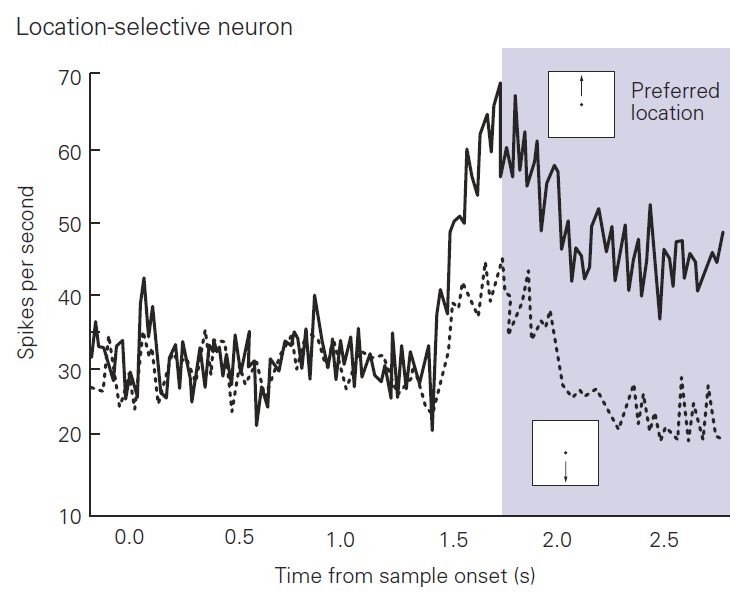 Location-selective neuron
70
60
50
40
30
20
10
Spikes per second
Preferred
location
0.0 0.5 1.0 1.5 2.0 2.5
Time from sample onset (s)